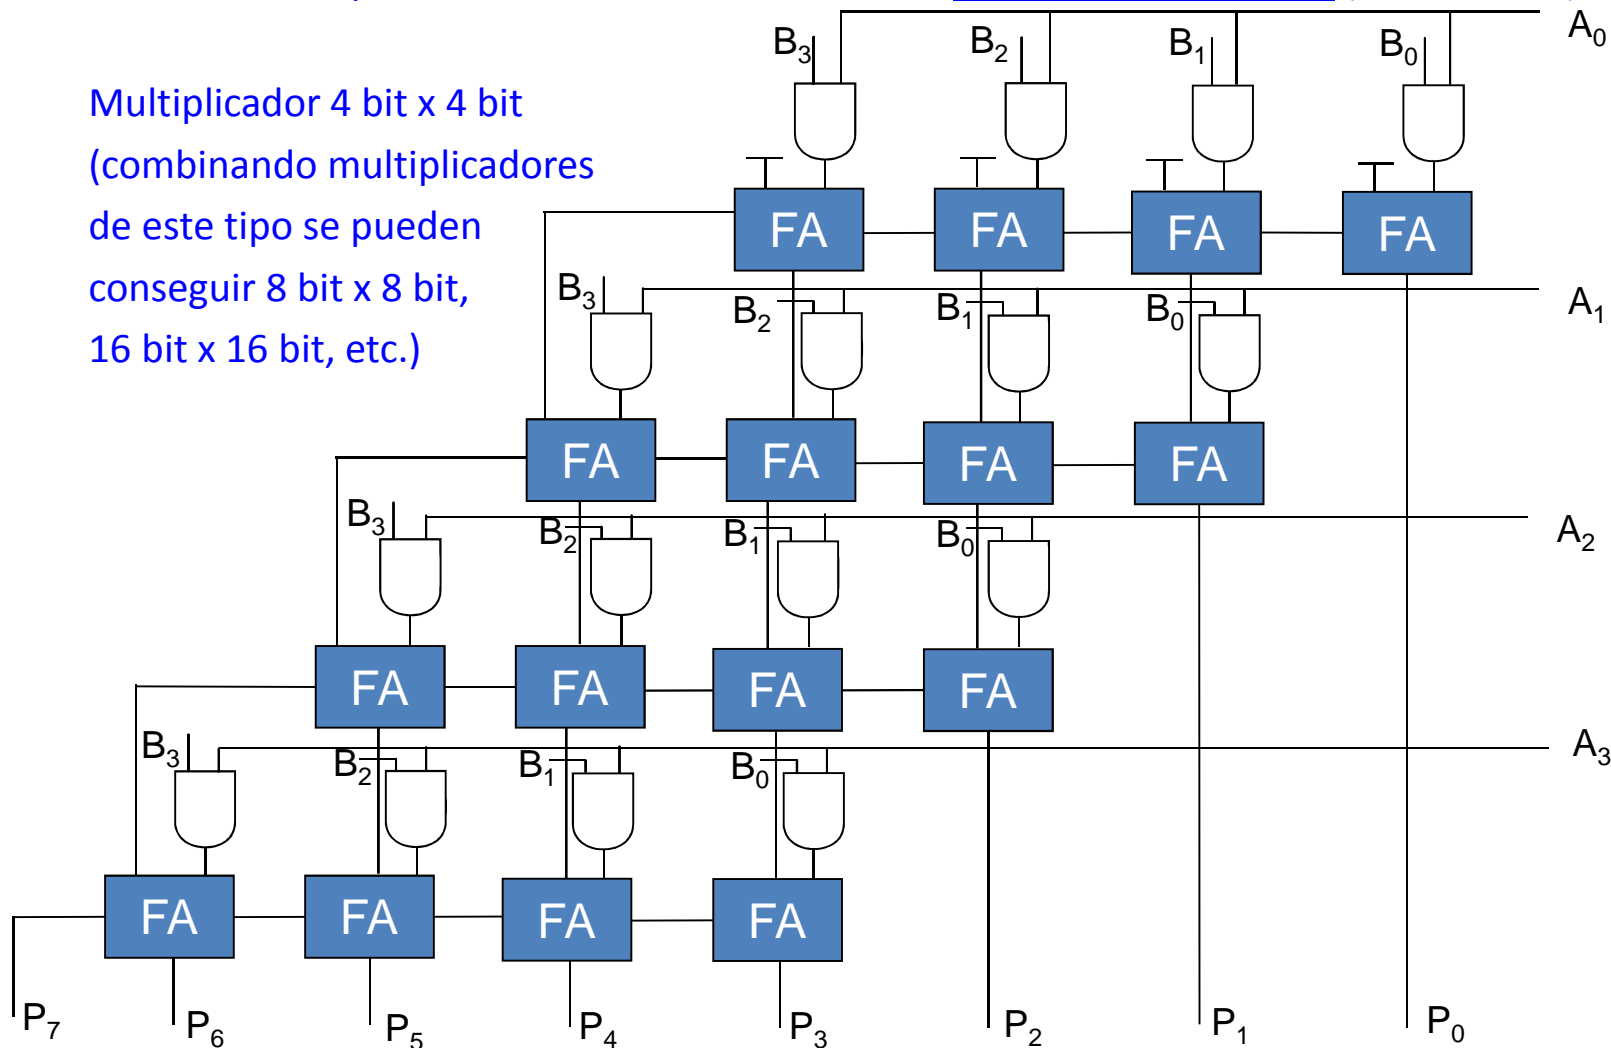 A₀
B₃ B₂ B₁ B₀
Multiplicador 4 bit x 4 bit
(combinando multiplicadores
de este tipo se pueden
conseguir 8 bit x 8 bit,
16 bit x 16 bit, etc.)
FA FA FA FA
B₃ B₂ B₁ B₀ A₁
FA FA FA FA
B₃ B₂ B₁ B₀ A₂
FA FA FA FA
B₃ B₂ B₁ B₀ A₃
FA FA FA FA
P₇ P₆ P₅ P₄ P₃ P₂ P₁ P₀